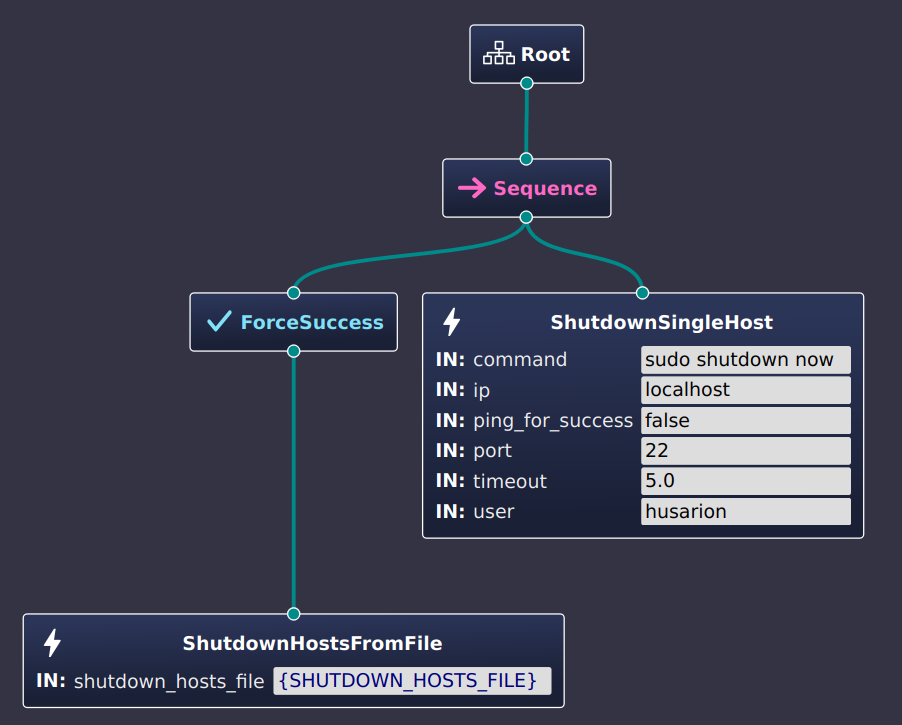 Root
Sequence
ForceSuccess
ShutdownSingleHost
IN: command sudo shutdown now
IN: ip localhost
IN: ping_for_success false
IN: port 22
IN: timeout 5.0
IN: user husarion
ShutdownHostsFromFile
IN: shutdown_hosts_file {SHUTDOWN_HOSTS_FILE}